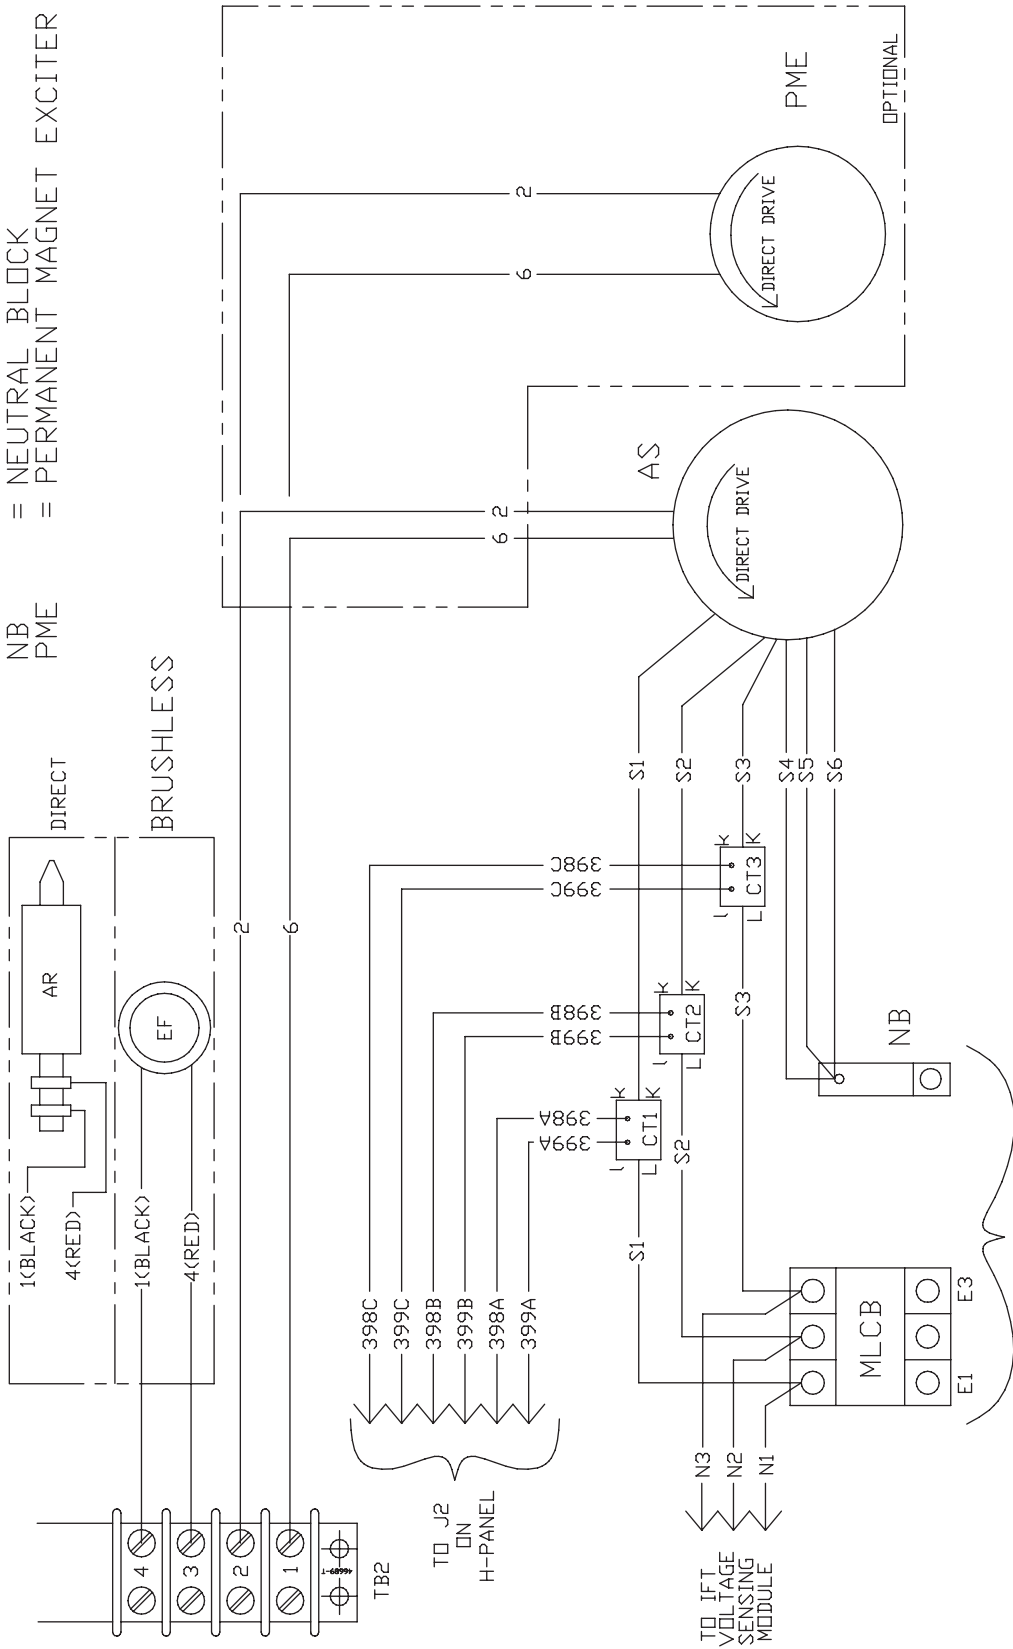 NB = NEUTRAL BLOCK
PME = PERMANENT MAGNET EXCITER
DIRECT
AR
1(BLACK)
4(RED)
BRUSHLESS
EF
1(BLACK)
4(RED)
4
3
2
1
46689-T
TB2
2
6
2
6
2
6
PME
DIRECT DRIVE
OPTIONAL
AS
DIRECT DRIVE
398C
399C
398B
399B
398A
399A
TO J2
ON
H-PANEL
398C
399C
398B
399B
398A
399A
S1
S2
S3
S4
S5
S6
K
K
CT3
l
L
K
K
CT2
l
L
K
K
CT1
l
L
S3
S2
S1
NB
N3
N2
N1
MLCB
E3
E1
TO IFT
VOLTAGE
SENSING
MODULE